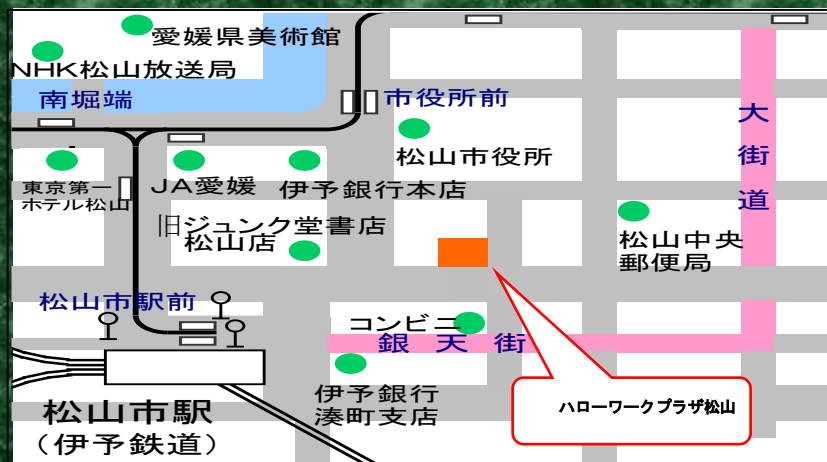 愛媛県美術館
NHK松山放送局
南堀端
市役所前
大街道
松山市役所
東京第一
ホテル松山
JA愛媛
伊予銀行本店
旧ジュンク堂書店
松山店
松山中央
郵便局
松山市駅前
コンビニ
銀天街
伊予銀行
湊町支店
ハローワークプラザ松山
松山市駅
(伊予鉄道)